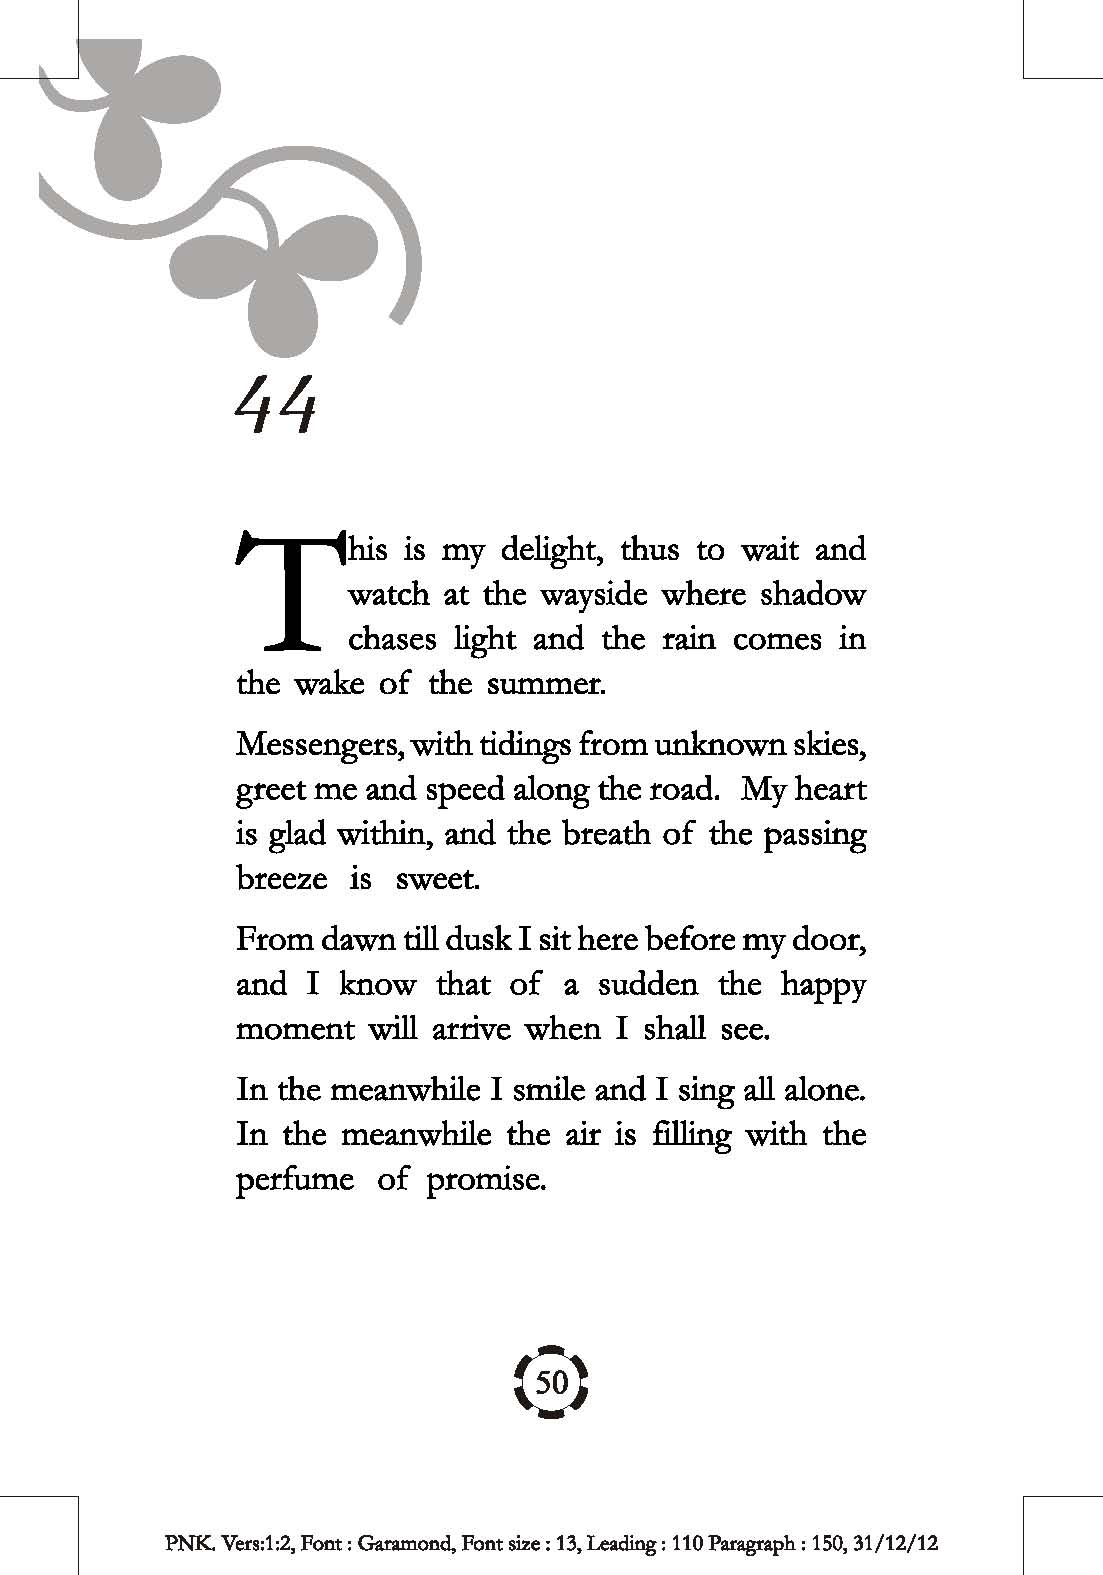 44
This is my delight, thus to wait and
watch at the wayside where shadow
chases light and the rain comes in
the wake of the summer.
Messengers, with tidings from unknown skies,
greet me and speed along the road. My heart
is glad within, and the breath of the passing
breeze is sweet.
From dawn till dusk I sit here before my door,
and I know that of a sudden the happy
moment will arrive when I shall see.
In the meanwhile I smile and I sing all alone.
In the meanwhile the air is filling with the
perfume of promise.
50
PNK. Vers:1:2, Font : Garamond, Font size : 13, Leading : 110 Paragraph : 150, 31/12/12